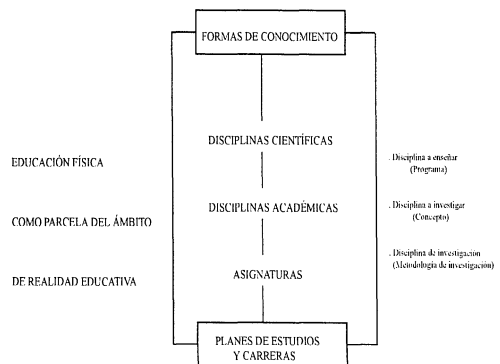 FORMAS DE CONOCIMIENTO
DISCIPLINAS CIENTÍFICAS
EDUCACIÓN FÍSICA
. Disciplina a enseñar
(Programa)
DISCIPLINAS ACADÉMICAS
. Disciplina a investigar
(Concepto)
COMO PARCELA DEL ÁMBITO
. Disciplina de investigación
(Metodología de investigación)
ASIGNATURAS
DE REALIDAD EDUCATIVA
PLANES DE ESTUDIOS
Y CARRERAS